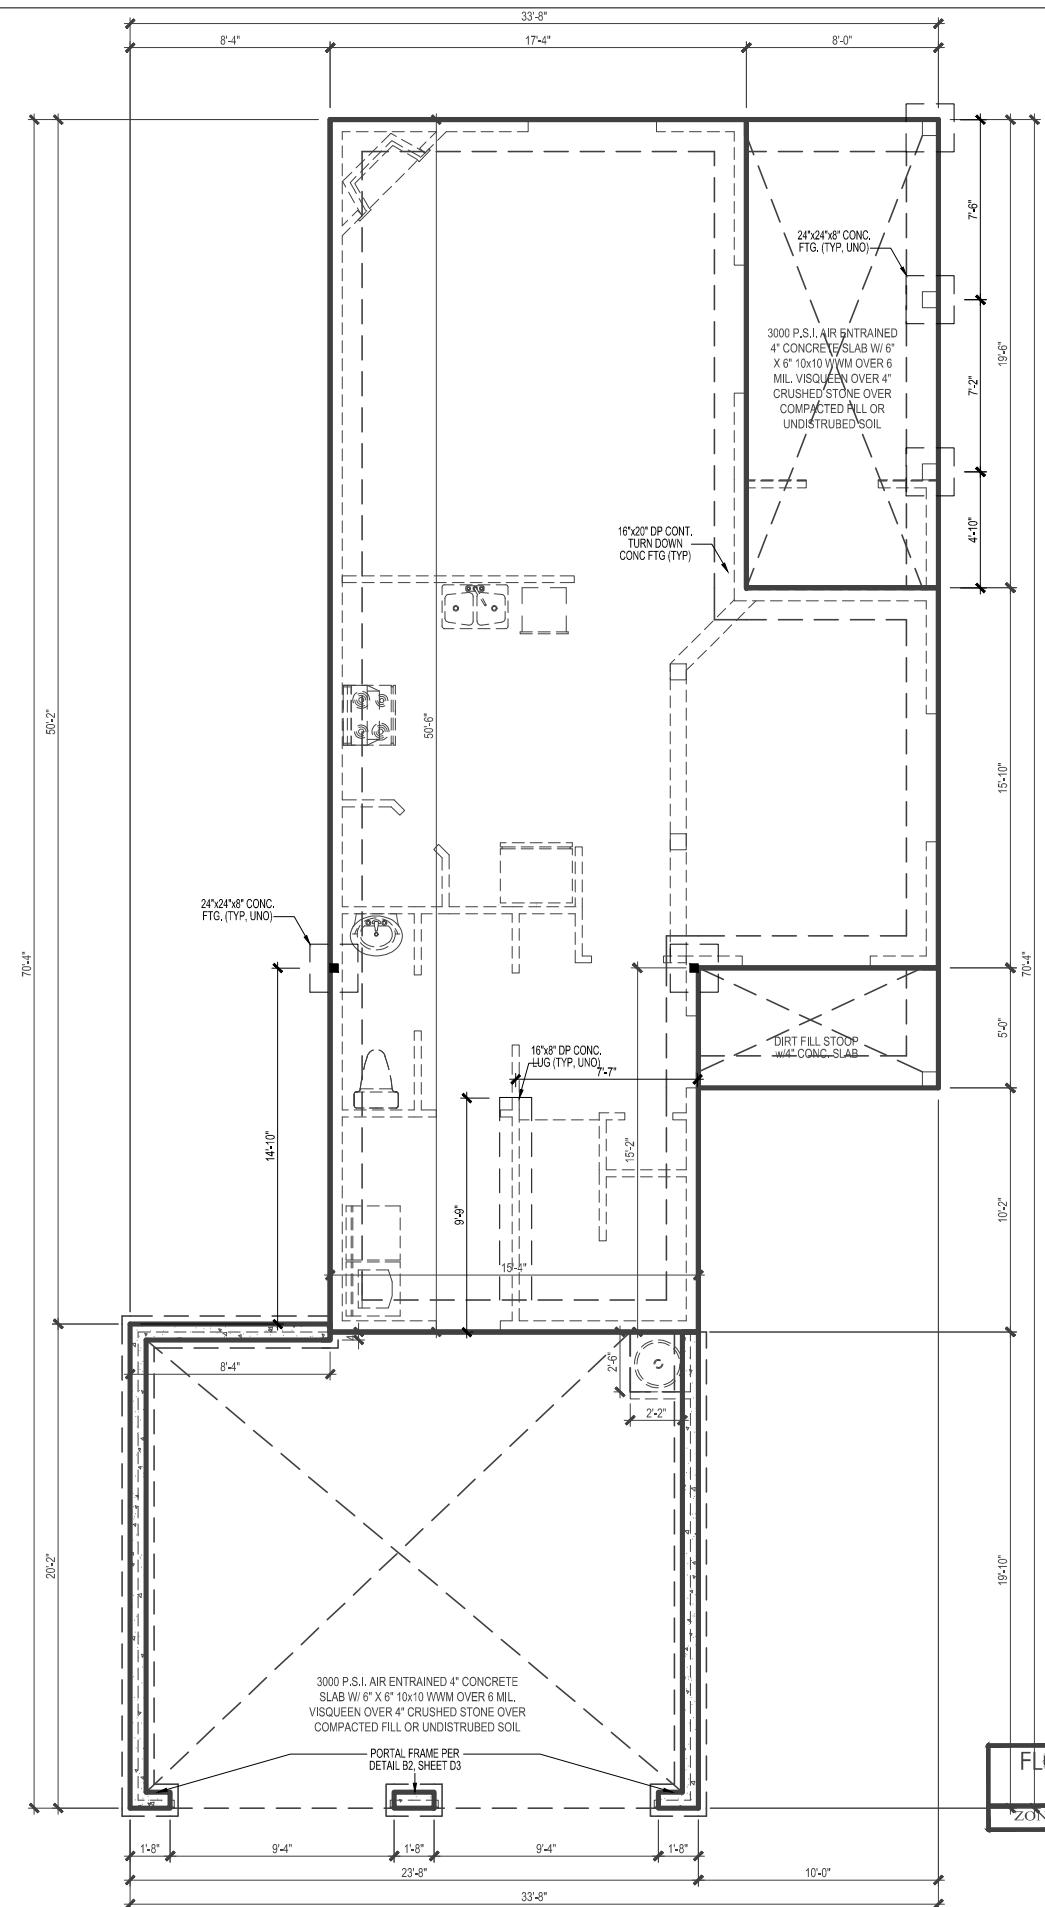 33'-8"
8'-4"
17'-4"
8'-0"
24"x24"x8" CONC.
FTG. (TYP, UNO)
7'-6"
3000 P.S.I. AIR ENTRAINED
4" CONCRETE SLAB W/ 6"
X 6" 10x10 WWM OVER 6
MIL. VISQUEEN OVER 4"
CRUSHED STONE OVER
COMPACTED FILL OR
UNDISTRUBED SOIL
7'-2"
19'-6"
16"x20" DP CONT.
TURN DOWN
CONC FTG (TYP)
4'-10"
50'-2"
50'-6"
15'-10"
24"x24"x8" CONC.
FTG. (TYP, UNO)
70'-4"
70'-4"
DIRT FILL STOOP
w/4" CONC. SLAB
5'-0"
16"x8" DP CONC.
LUG (TYP, UNO)
7'-7"
14'-10"
15'-2"
9'-9"
10'-2"
15'-4"
4"
8'-4"
2'-6"
2'-2"
20'-2"
19'-10"
3000 P.S.I. AIR ENTRAINED 4" CONCRETE
SLAB W/ 6" X 6" 10x10 WWM OVER 6 MIL.
VISQUEEN OVER 4" CRUSHED STONE OVER
COMPACTED FILL OR UNDISTRUBED SOIL
PORTAL FRAME PER
DETAIL B2, SHEET D3
1'-8"
9'-4"
1'-8"
9'-4"
1'-8"
23'-8"
10'-0"
33'-8"